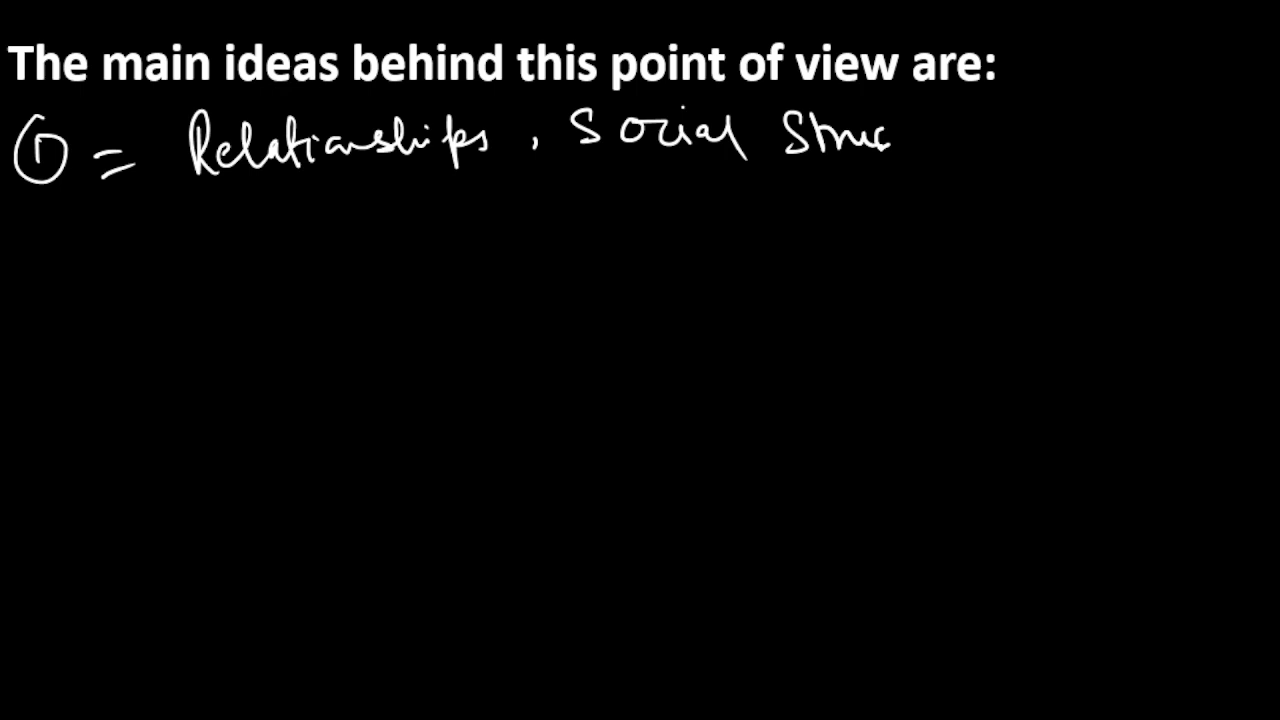 The main ideas behind this point of view are:
① = Relationships, Social Struc